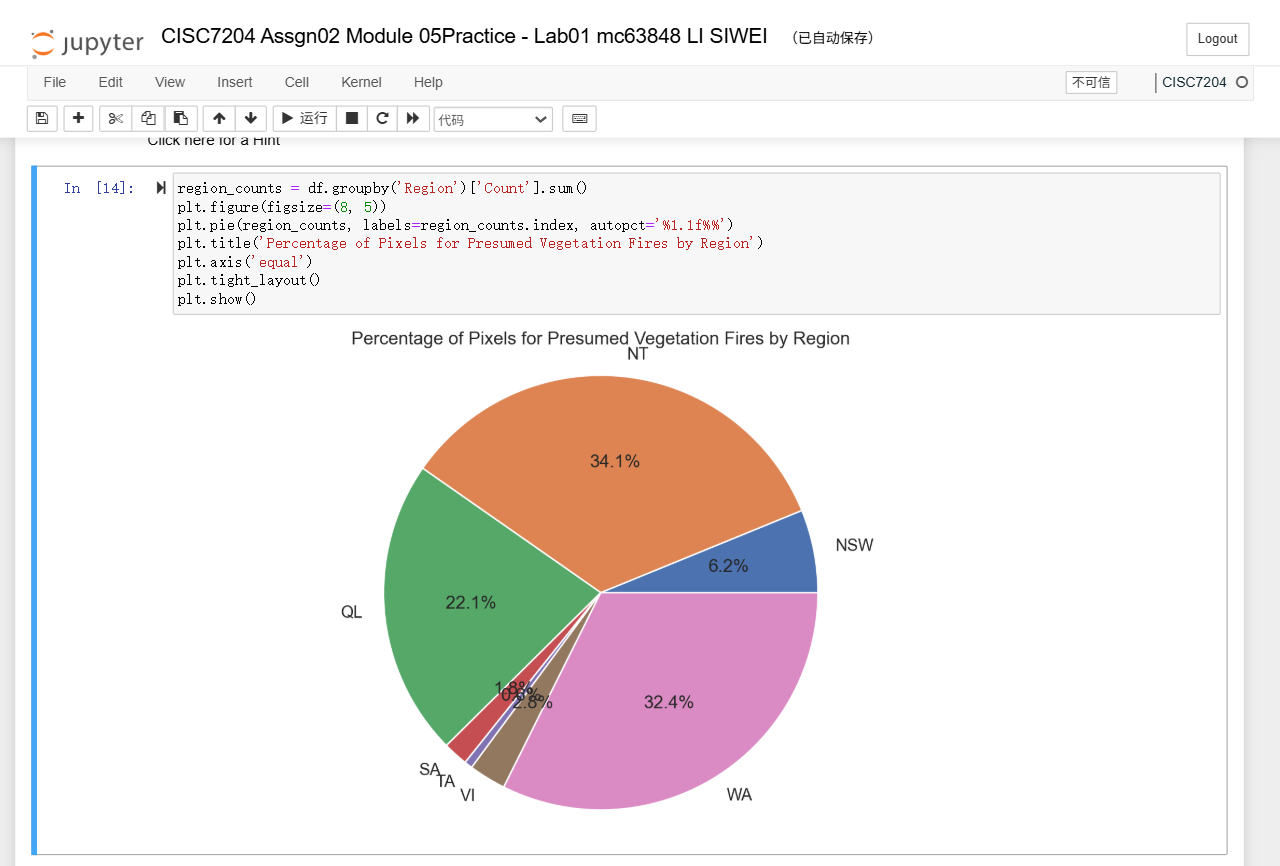 jupyter CISC7204 Assgn02 Module 05Practice - Lab01 mc63848 LI SIWEI (已自动保存) Logout
File Edit View Insert Cell Kernel Help 不可信 CISC7204
运行 代码
Click here for a Hint
In [14]:
region_counts = df.groupby('Region')['Count'].sum()
plt.figure(figsize=(8, 5))
plt.pie(region_counts, labels=region_counts.index, autopct='%1.1f%%')
plt.title('Percentage of Pixels for Presumed Vegetation Fires by Region')
plt.axis('equal')
plt.tight_layout()
plt.show()
Percentage of Pixels for Presumed Vegetation Fires by Region
NT
34.1%
NSW
6.2%
22.1%
QL
1.8%
2.8%
32.4%
SA
TA
VI
WA